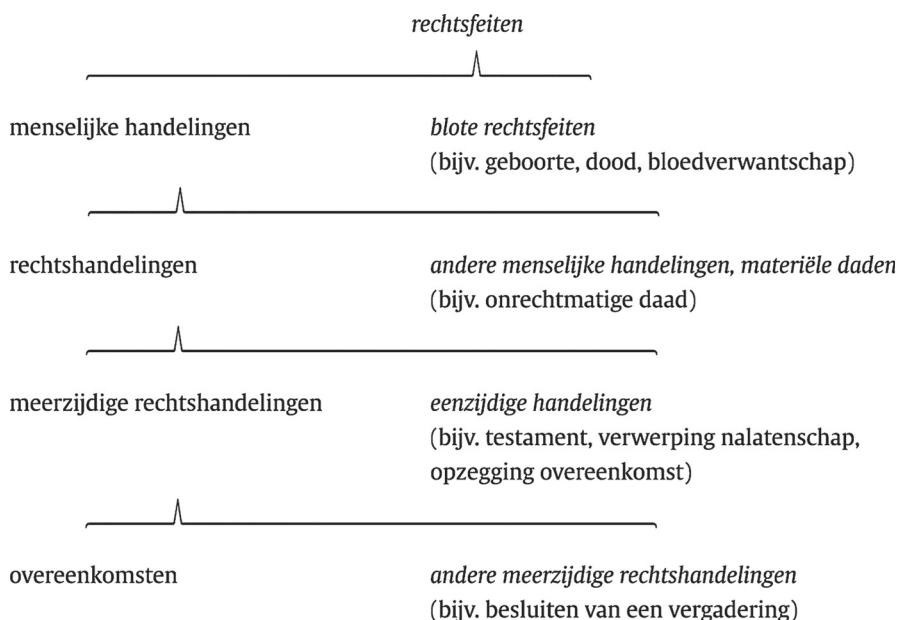 rechtsfeiten
menselijke handelingen
blote rechtsfeiten
(bijv. geboorte, dood, bloedverwantschap)
rechtshandelingen
andere menselijke handelingen, materiële daden
(bijv. onrechtmatige daad)
meerzijdige rechtshandelingen
eenzijdige handelingen
(bijv. testament, verwerping nalatenschap,
opzegging overeenkomst)
overeenkomsten
andere meerzijdige rechtshandelingen
(bijv. besluiten van een vergadering)